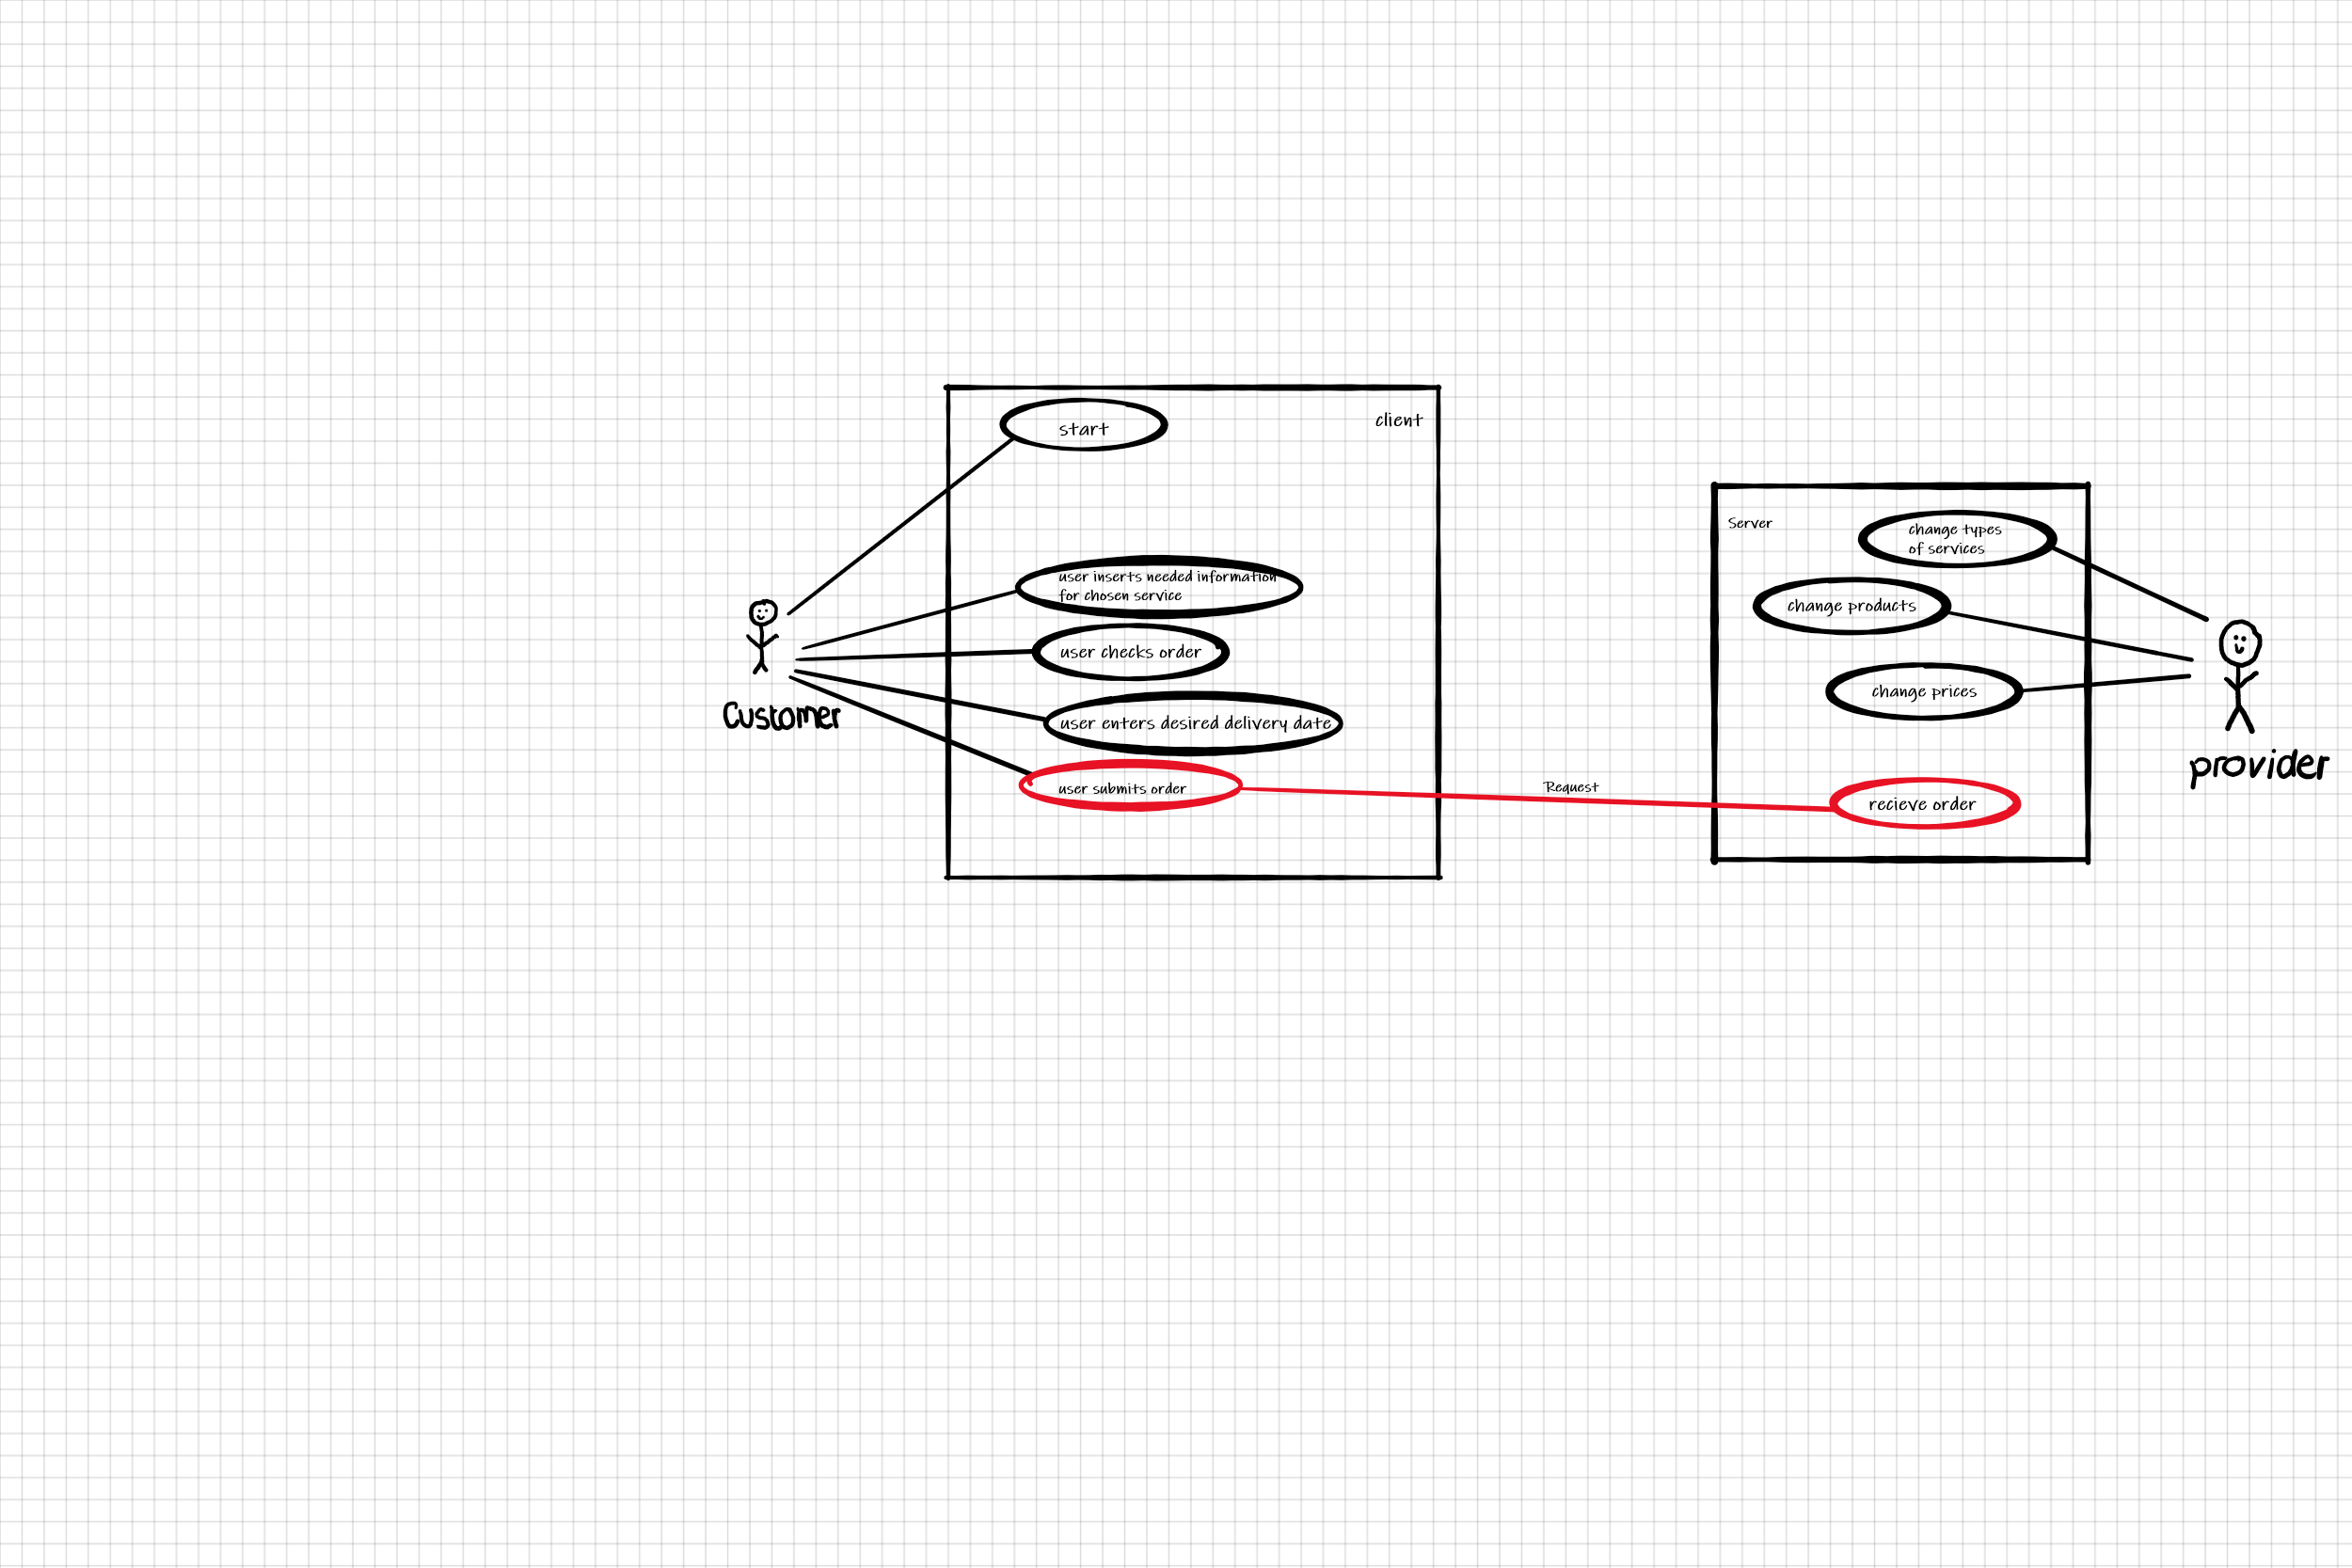 start
client
user inserts needed information
for chosen service
user checks order
user enters desired delivery date
user submits order
Customer
Request
Server
change types
of services
change products
change prices
recieve order
provider